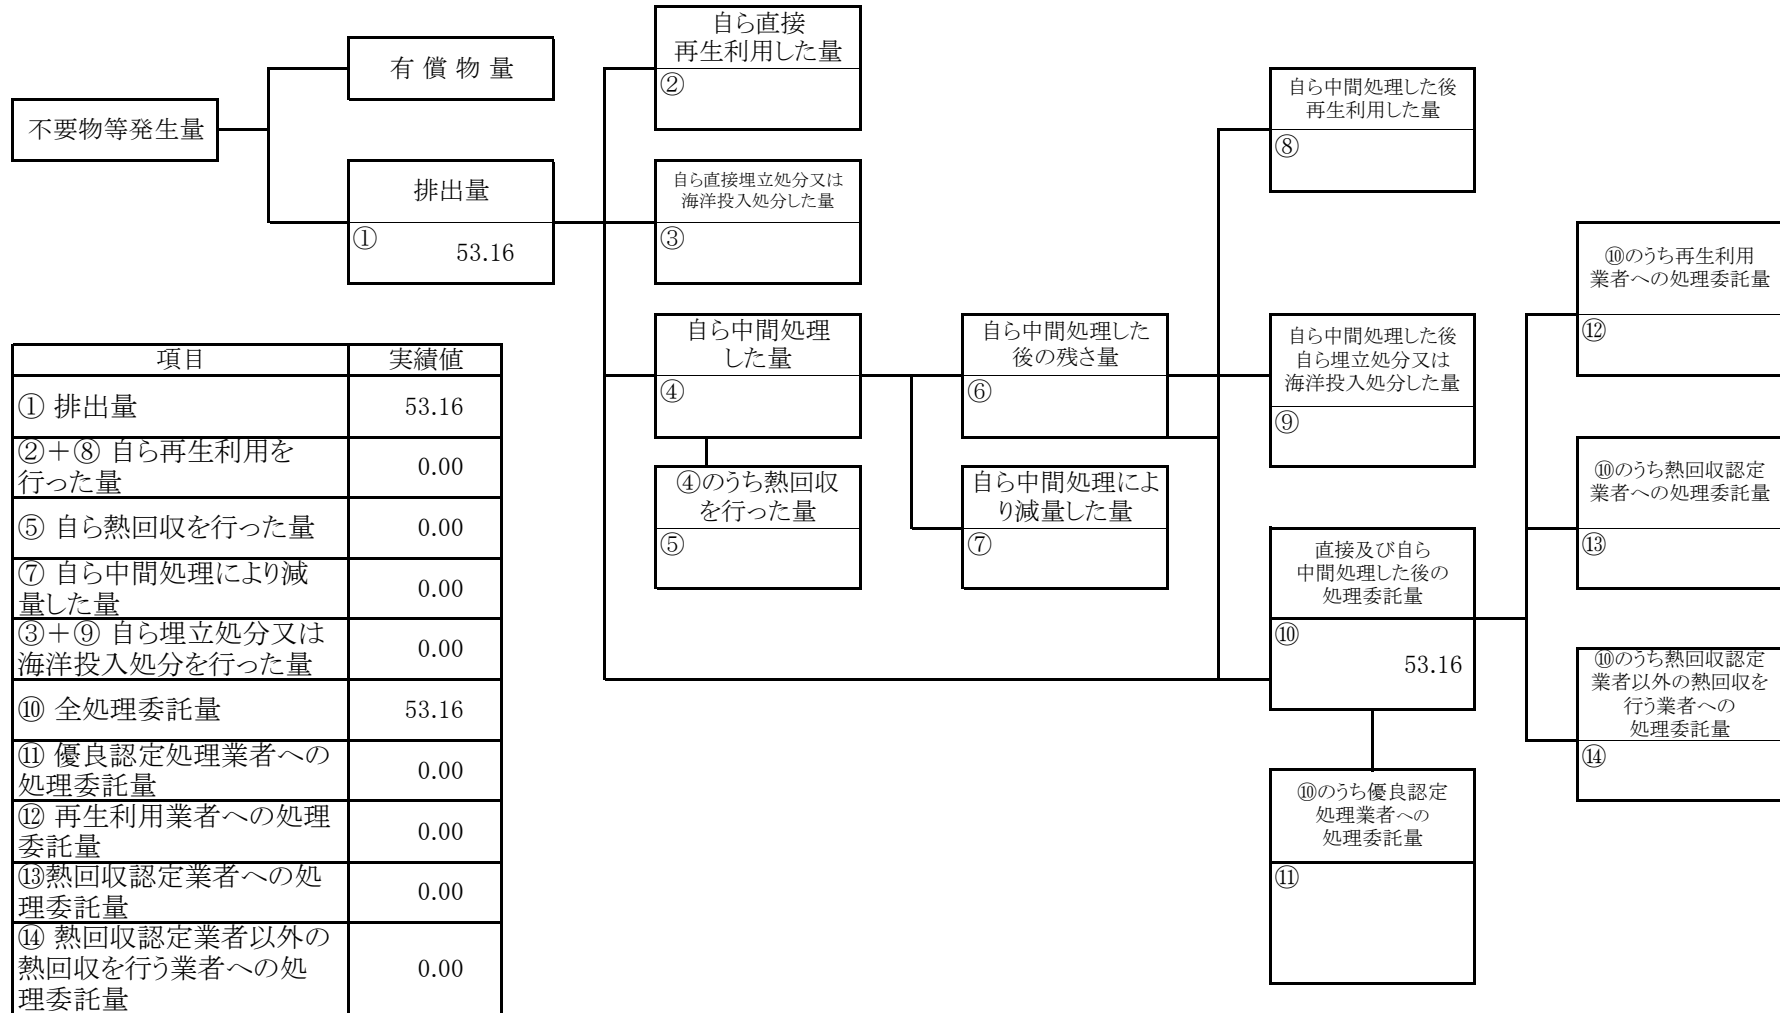 不要物等発生量
有 償 物 量
排出量
①
53.16
自ら直接
再生利用した量
②
自ら直接埋立処分又は
海洋投入処分した量
③
自ら中間処理
した量
④
④のうち熱回収
を行った量
⑤
自ら中間処理した
後の残さ量
⑥
自ら中間処理によ
り減量した量
⑦
自ら中間処理した後
再生利用した量
⑧
自ら中間処理した後
自ら埋立処分又は
海洋投入処分した量
⑨
直接及び自ら
中間処理した後の
処理委託量
⑩
53.16
⑩のうち優良認定
処理業者への
処理委託量
⑪
⑩のうち再生利用
業者への処理委託量
⑫
⑩のうち熱回収認定
業者への処理委託量
⑬
⑩のうち熱回収認定
業者以外の熱回収を
行う業者への
処理委託量
⑭
項目 実績値
① 排出量 53.16
②＋⑧ 自ら再生利用を
行った量 0.00
⑤ 自ら熱回収を行った量 0.00
⑦ 自ら中間処理により減
量した量 0.00
③＋⑨ 自ら埋立処分又は
海洋投入処分を行った量 0.00
⑩ 全処理委託量 53.16
⑪ 優良認定処理業者への
処理委託量 0.00
⑫ 再生利用業者への処理
委託量 0.00
⑬熱回収認定業者への処
理委託量 0.00
⑭ 熱回収認定業者以外の
熱回収を行う業者への処 0.00
理委託量